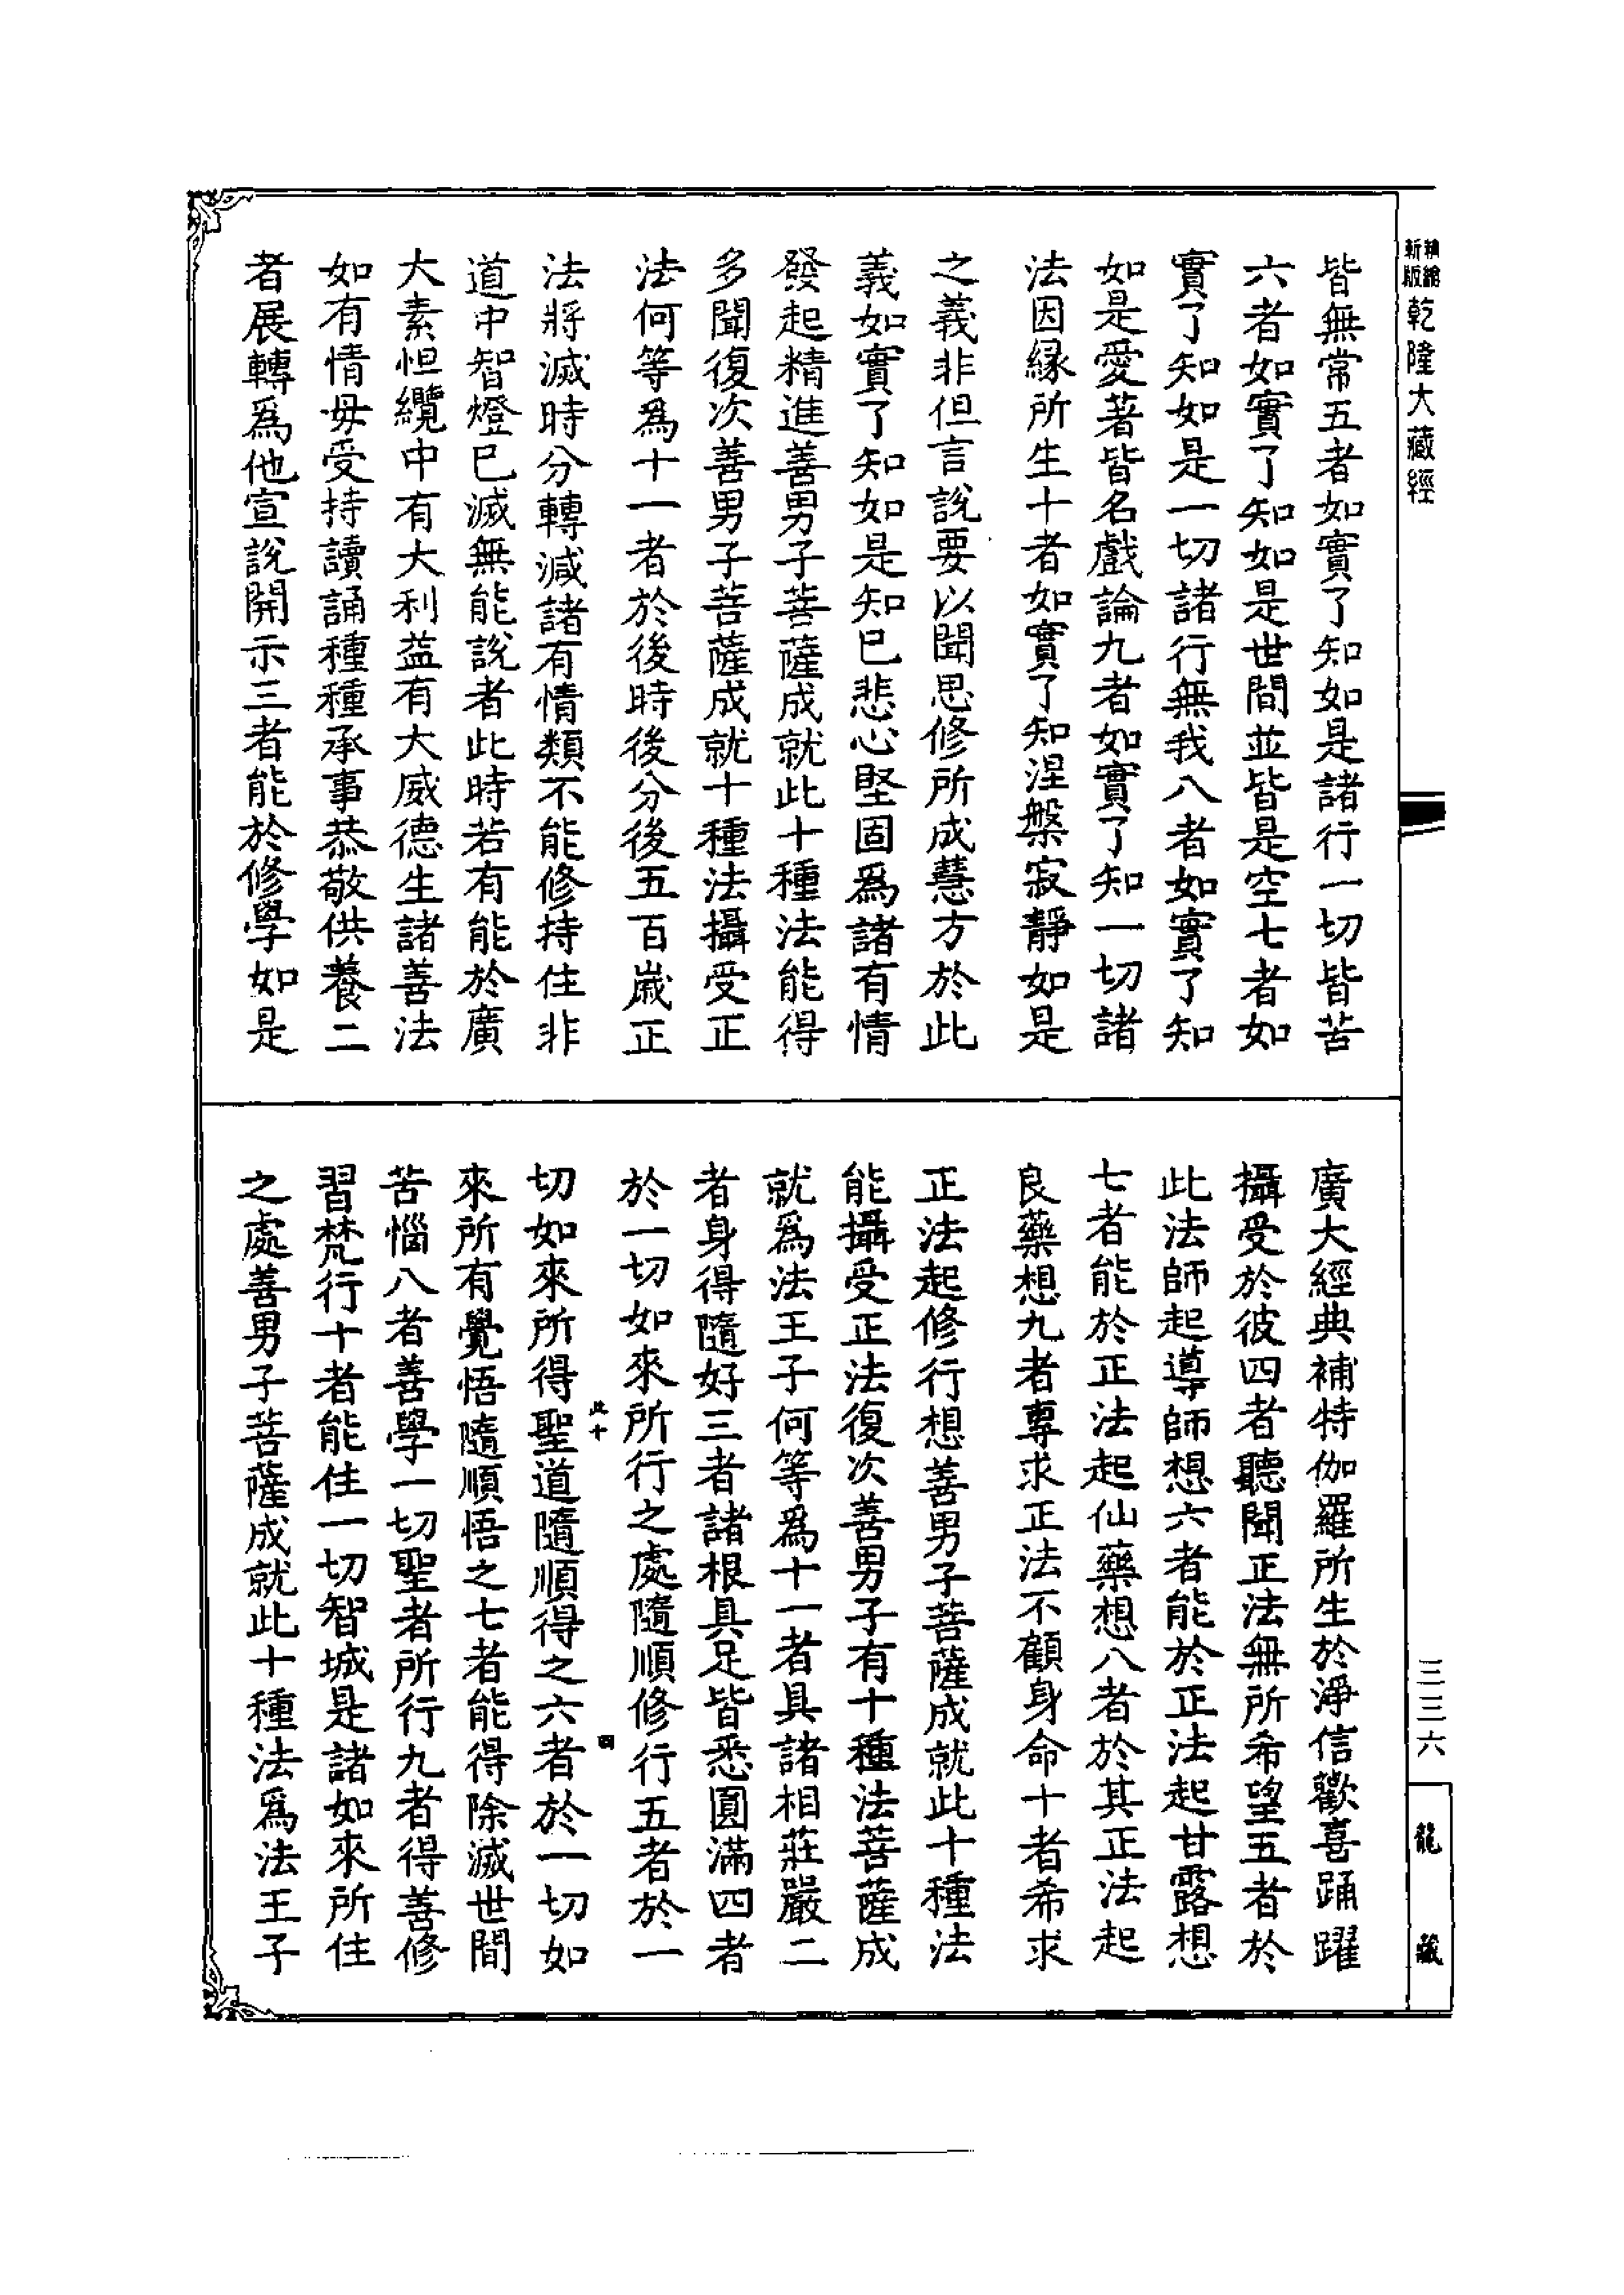 精繪
新版
乾隆大藏經
皆無常五者如實了知如是諸行一切皆苦
六者如實了知如是世間並皆是空七者如
實了知如是一切諸行無我八者如實了知
如是愛著皆名戲論九者如實了知一切諸
法因緣所生十者如實了知涅槃寂靜如是
之義非但言說要以聞思修所成慧方於此
義如實了知如是知已悲心堅固爲諸有情
發起精進善男子菩薩成就此十種法能得
多聞復次善男子菩薩成就十種法攝受正
法何等爲十一者於後時後分後五百歲正
法將滅時分轉減諸有情類不能修持住非
道中智燈已滅無能說者此時若有能於廣
大素怛纜中有大利益有大威德生諸善法
如有情母受持讀誦種種承事恭敬供養二
者展轉爲他宣說開示三者能於修學如是
廣大經典補特伽羅所生於淨信歡喜踊躍
攝受於彼四者聽聞正法無所希望五者於
此法師起導師想六者能於正法起甘露想
七者能於正法起仙藥想八者於其正法起
良藥想九者專求正法不顧身命十者希求
正法起修行想善男子菩薩成就此十種法
能攝受正法復次善男子有十種法菩薩成
就爲法王子何等爲十一者具諸相莊嚴二
者身得隨好三者諸根具足皆悉圓滿四者
於一切如來所行之處隨順修行五者於一
此十
四
切如來所得聖道隨順得之六者於一切如
來所有覺悟隨順悟之七者能得除滅世間
苦惱八者善學一切聖者所行九者得善修
習梵行十者能住一切智城是諸如來所住
之處善男子菩薩成就此十種法爲法王子
三三六
龍藏